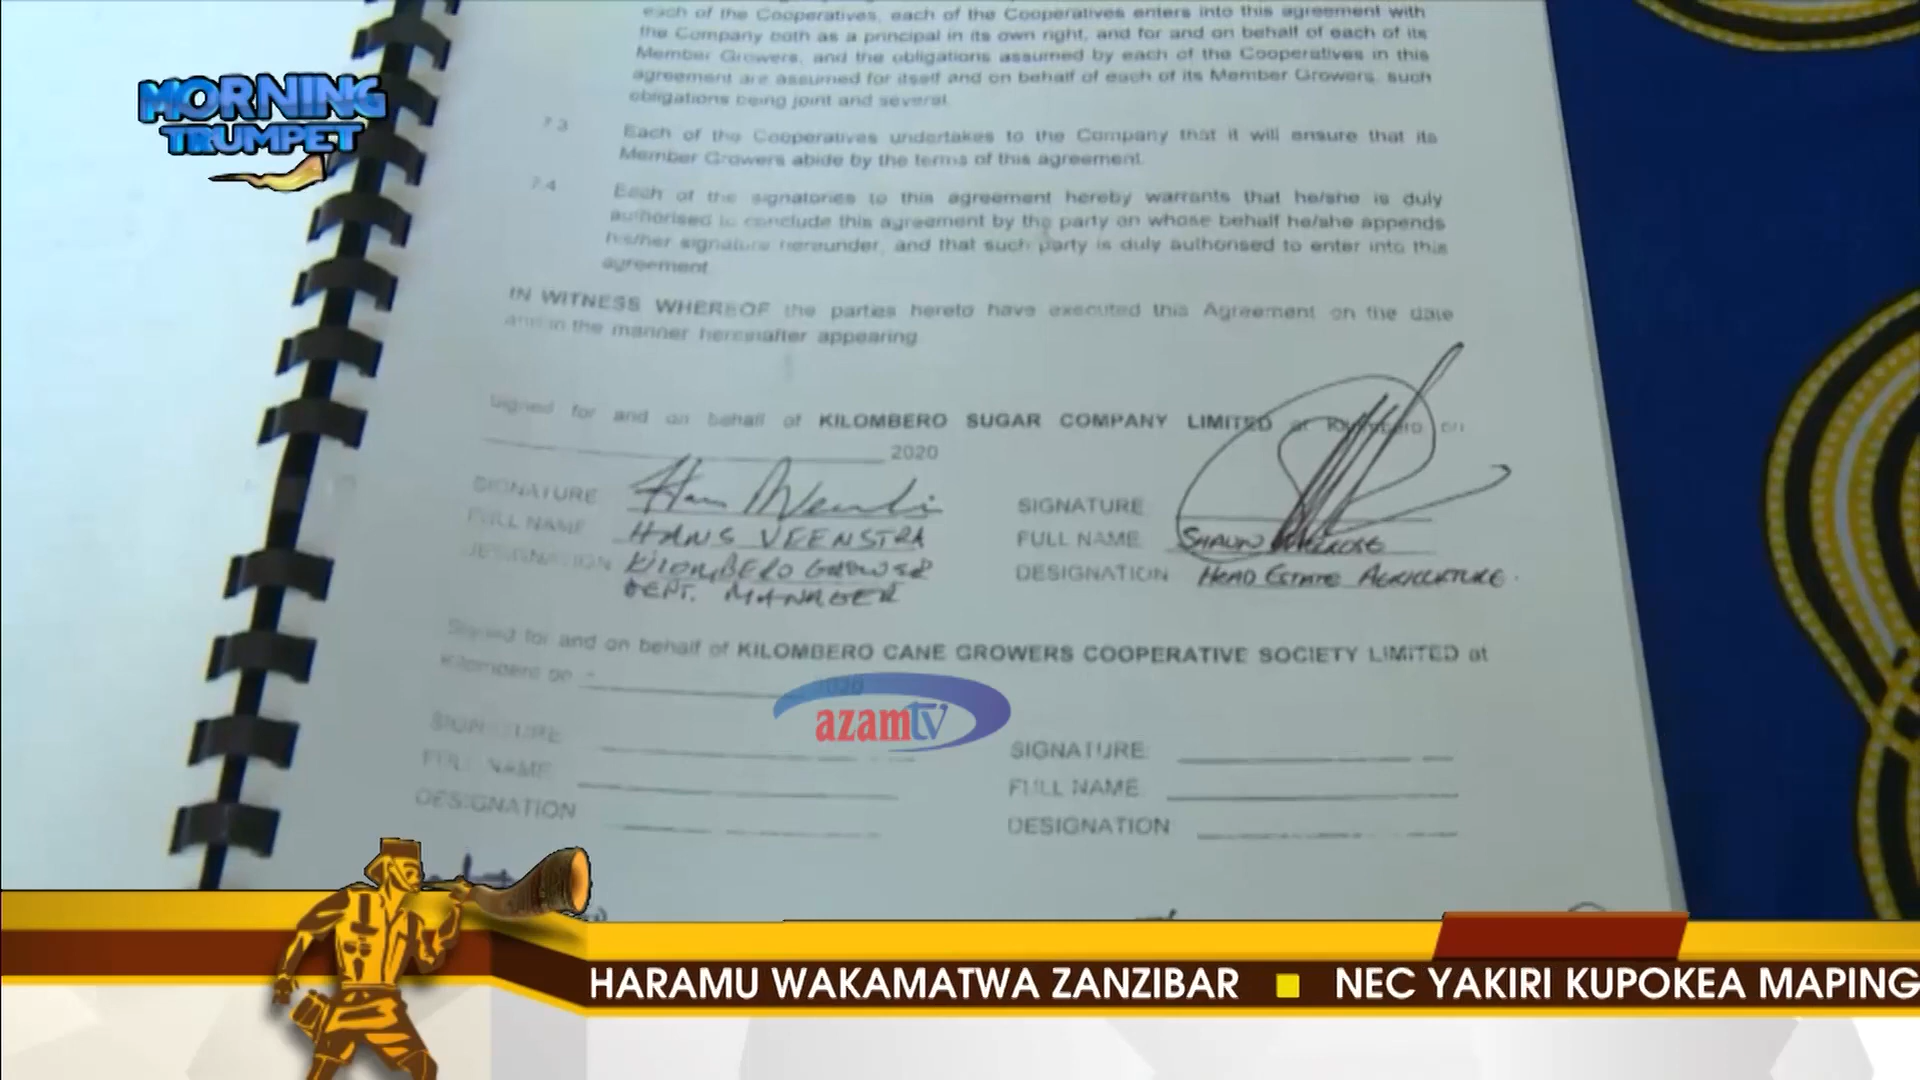 each of the Cooperatives, each of the Cooperatives enters into this agreement with
the Company both as a principal in its own right, and for and on behalf of each of its
Member Growers, and the obligations assumed by each of the Cooperatives in this
agreement are assumed for itself and on behalf of each of its Member Growers, such
obligations being joint and several.
MORNING
TRUMPET
7.3 Each of the Cooperatives undertakes to the Company that it will ensure that its
Member Growers abide by the terms of this agreement.
7.4 Each of the signatories to this agreement hereby warrants that he/she is duly
authorised to conclude this agreement by the party on whose behalf he/she appends
his/her signature hereunder, and that such party is duly authorised to enter into this
agreement.
IN WITNESS WHEREOF the parties hereto have executed this Agreement on the date
and in the manner hereinafter appearing.
Signed for and on behalf of KILOMBERO SUGAR COMPANY LIMITED at Kilombero on
2020
SIGNATURE SIGNATURE
FULL NAME HANS VEENSTRA FULL NAME SHAUN
DESIGNATION KILOMBERO GROWER DESIGNATION HEAD ESTATE AGRICULTURE.
DEPT. MANAGER
Signed for and on behalf of KILOMBERO CANE GROWERS COOPERATIVE SOCIETY LIMITED at
Kilombero on 2020
azamtv
SIGNATURE SIGNATURE
FULL NAME FULL NAME
DESIGNATION DESIGNATION
HARAMU WAKAMATWA ZANZIBAR NEC YAKIRI KUPOKEA MAPING